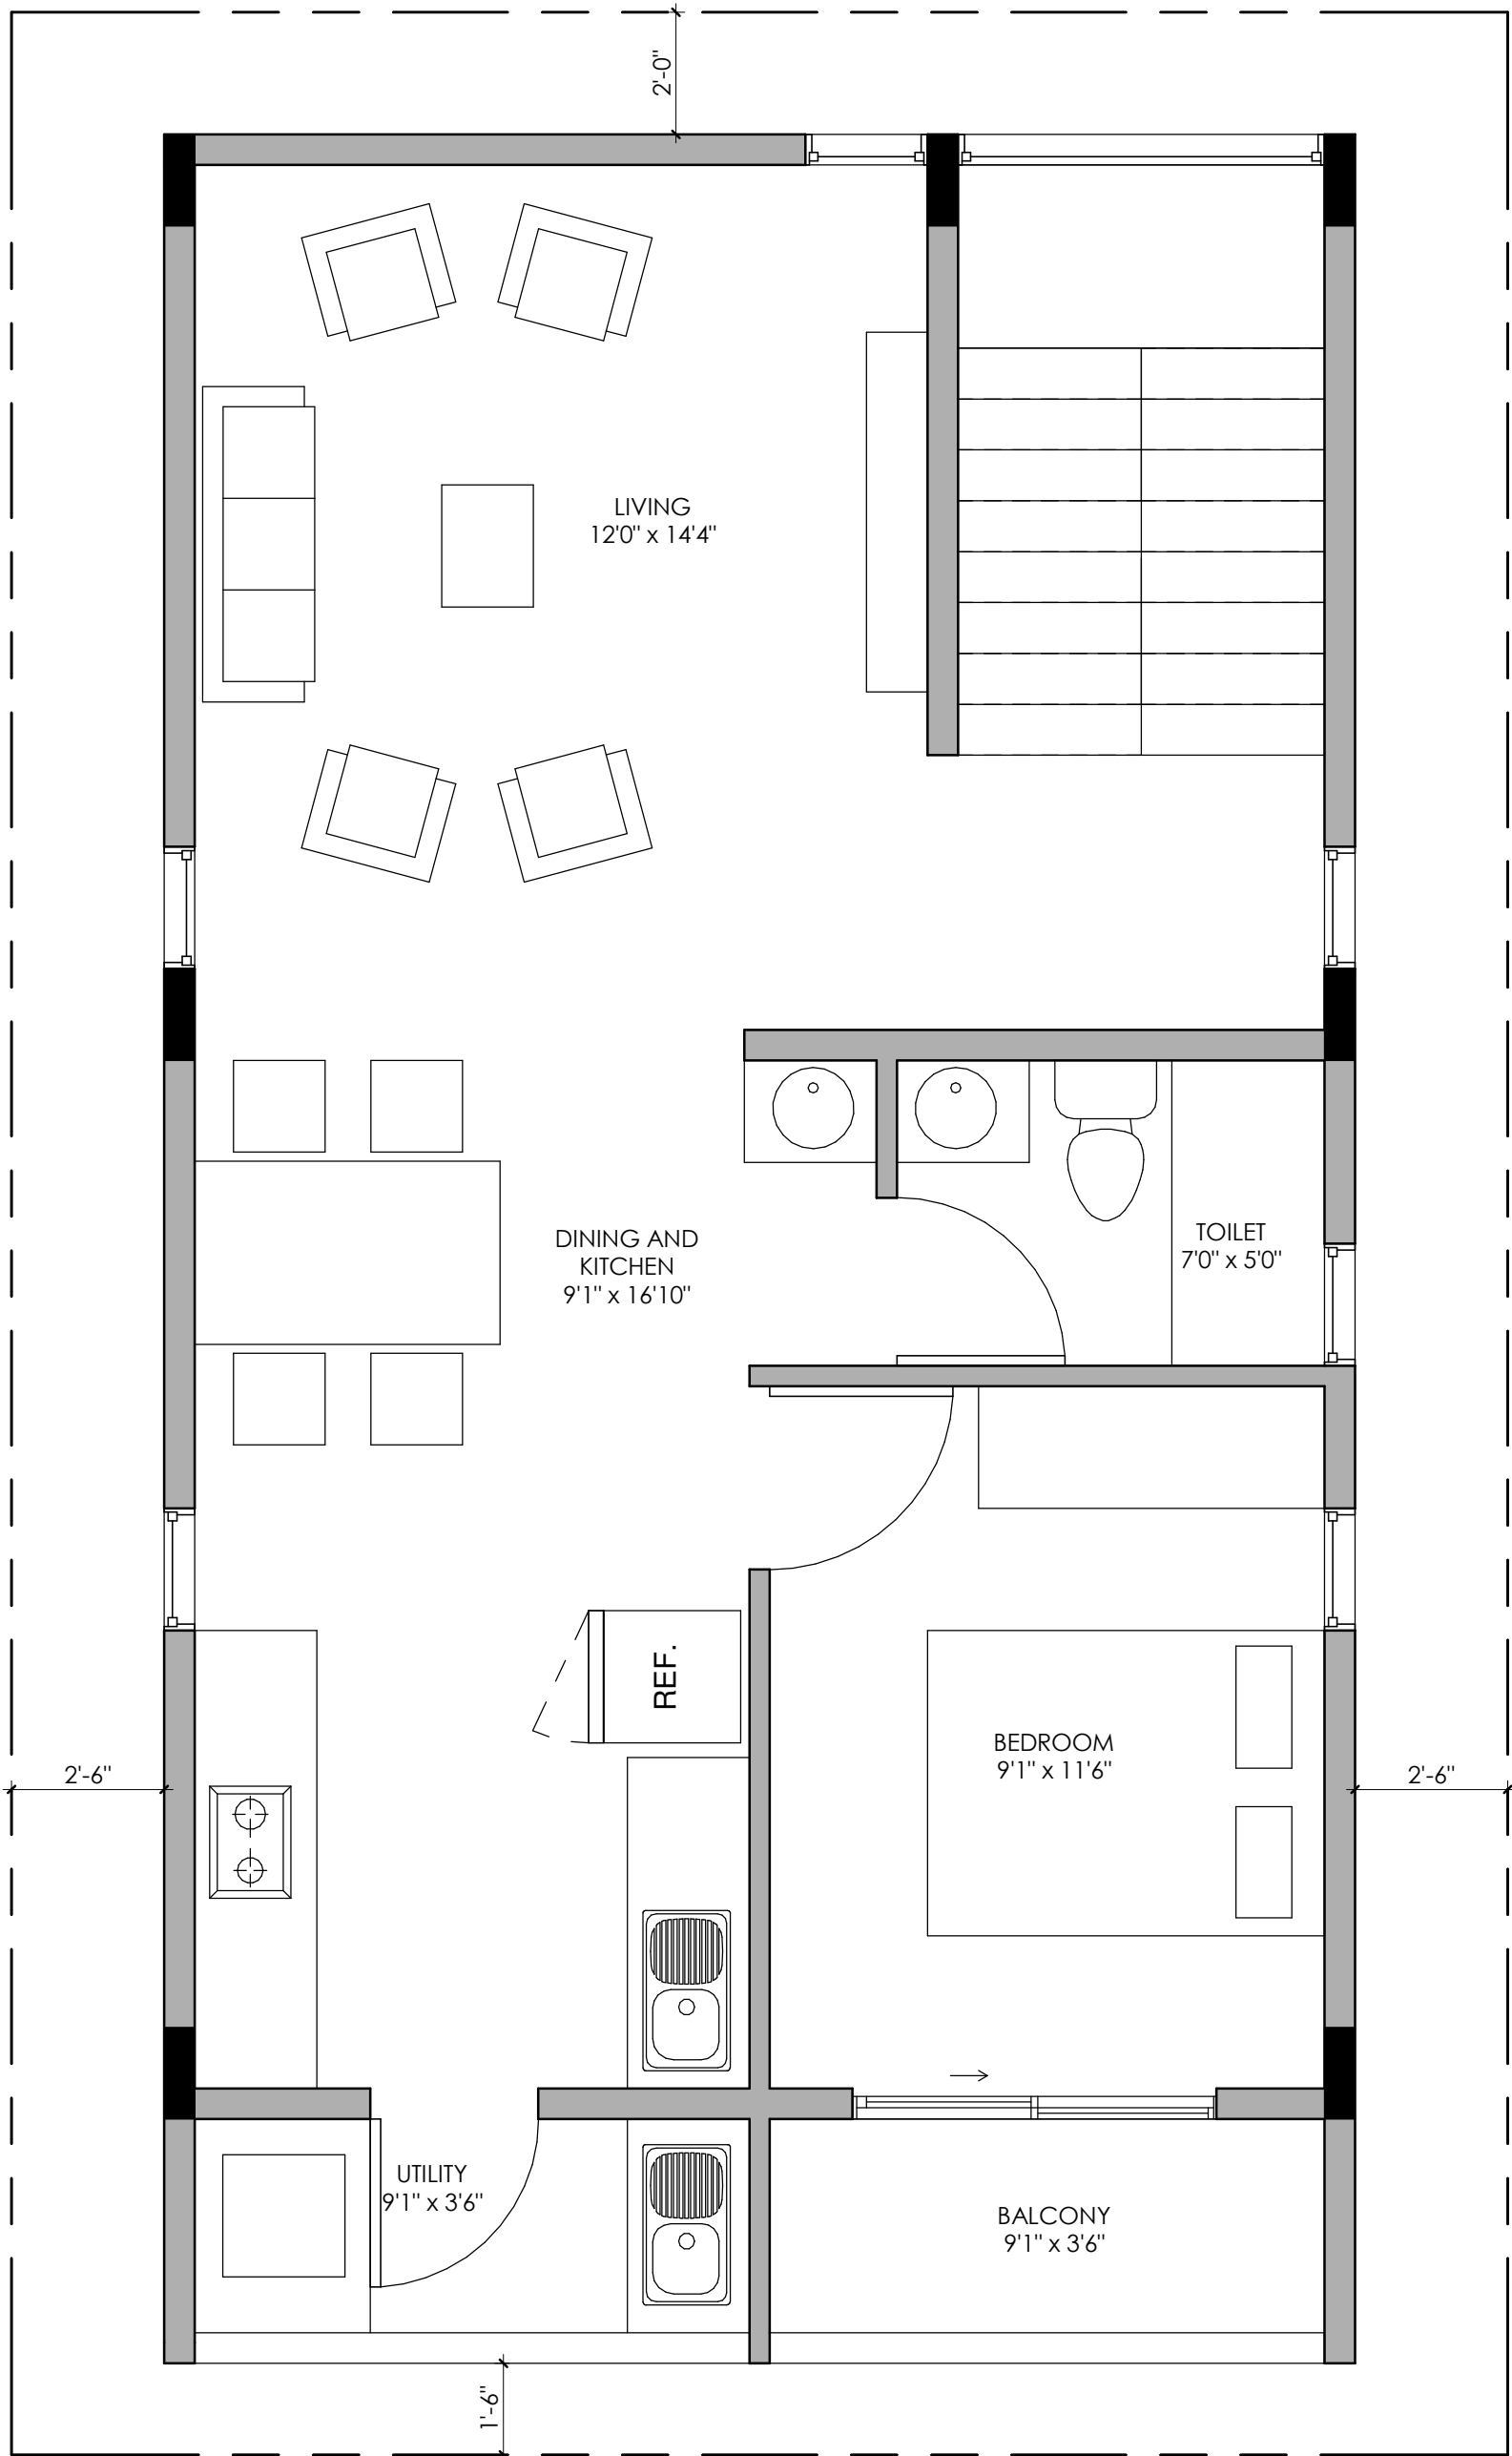 2'-0"
LIVING
12'0" x 14'4"
DINING AND
KITCHEN
9'1" x 16'10"
TOILET
7'0" x 5'0"
REF.
BEDROOM
9'1" x 11'6"
2'-6"
2'-6"
UTILITY
9'1" x 3'6"
BALCONY
9'1" x 3'6"
1'-6"